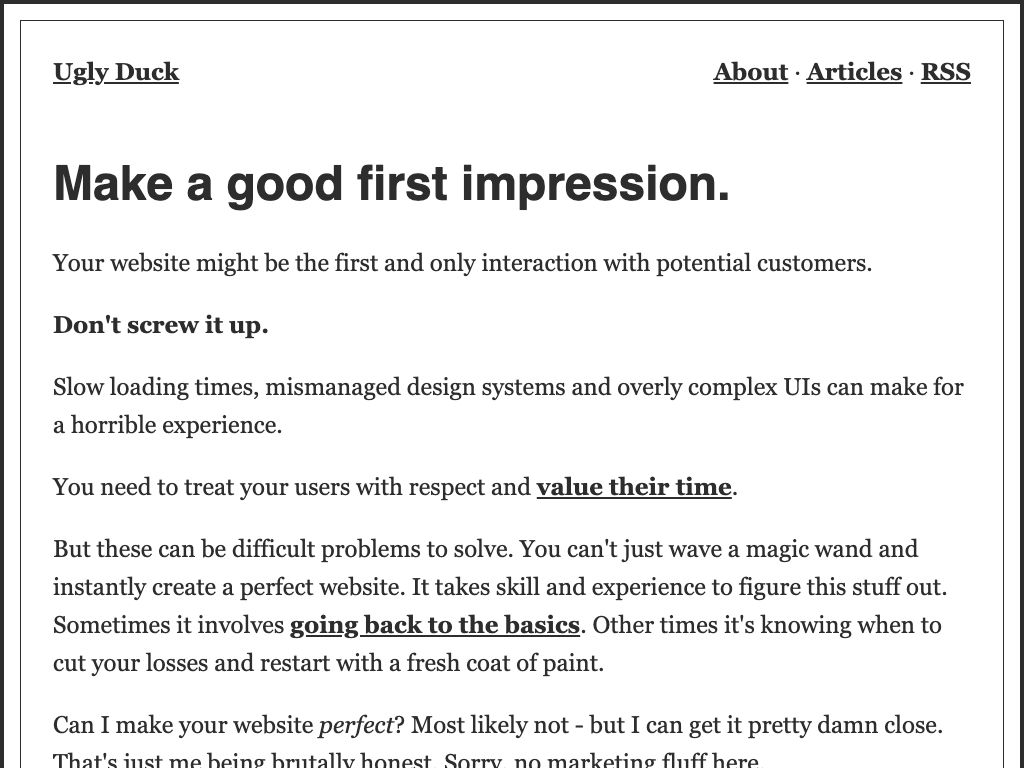 Ugly Duck
About · Articles · RSS
Make a good first impression.
Your website might be the first and only interaction with potential customers.
Don't screw it up.
Slow loading times, mismanaged design systems and overly complex UIs can make for
a horrible experience.
You need to treat your users with respect and value their time.
But these can be difficult problems to solve. You can't just wave a magic wand and
instantly create a perfect website. It takes skill and experience to figure this stuff out.
Sometimes it involves going back to the basics. Other times it's knowing when to
cut your losses and restart with a fresh coat of paint.
Can I make your website perfect? Most likely not - but I can get it pretty damn close.
That's just me being brutally honest. Sorry, no marketing fluff here.